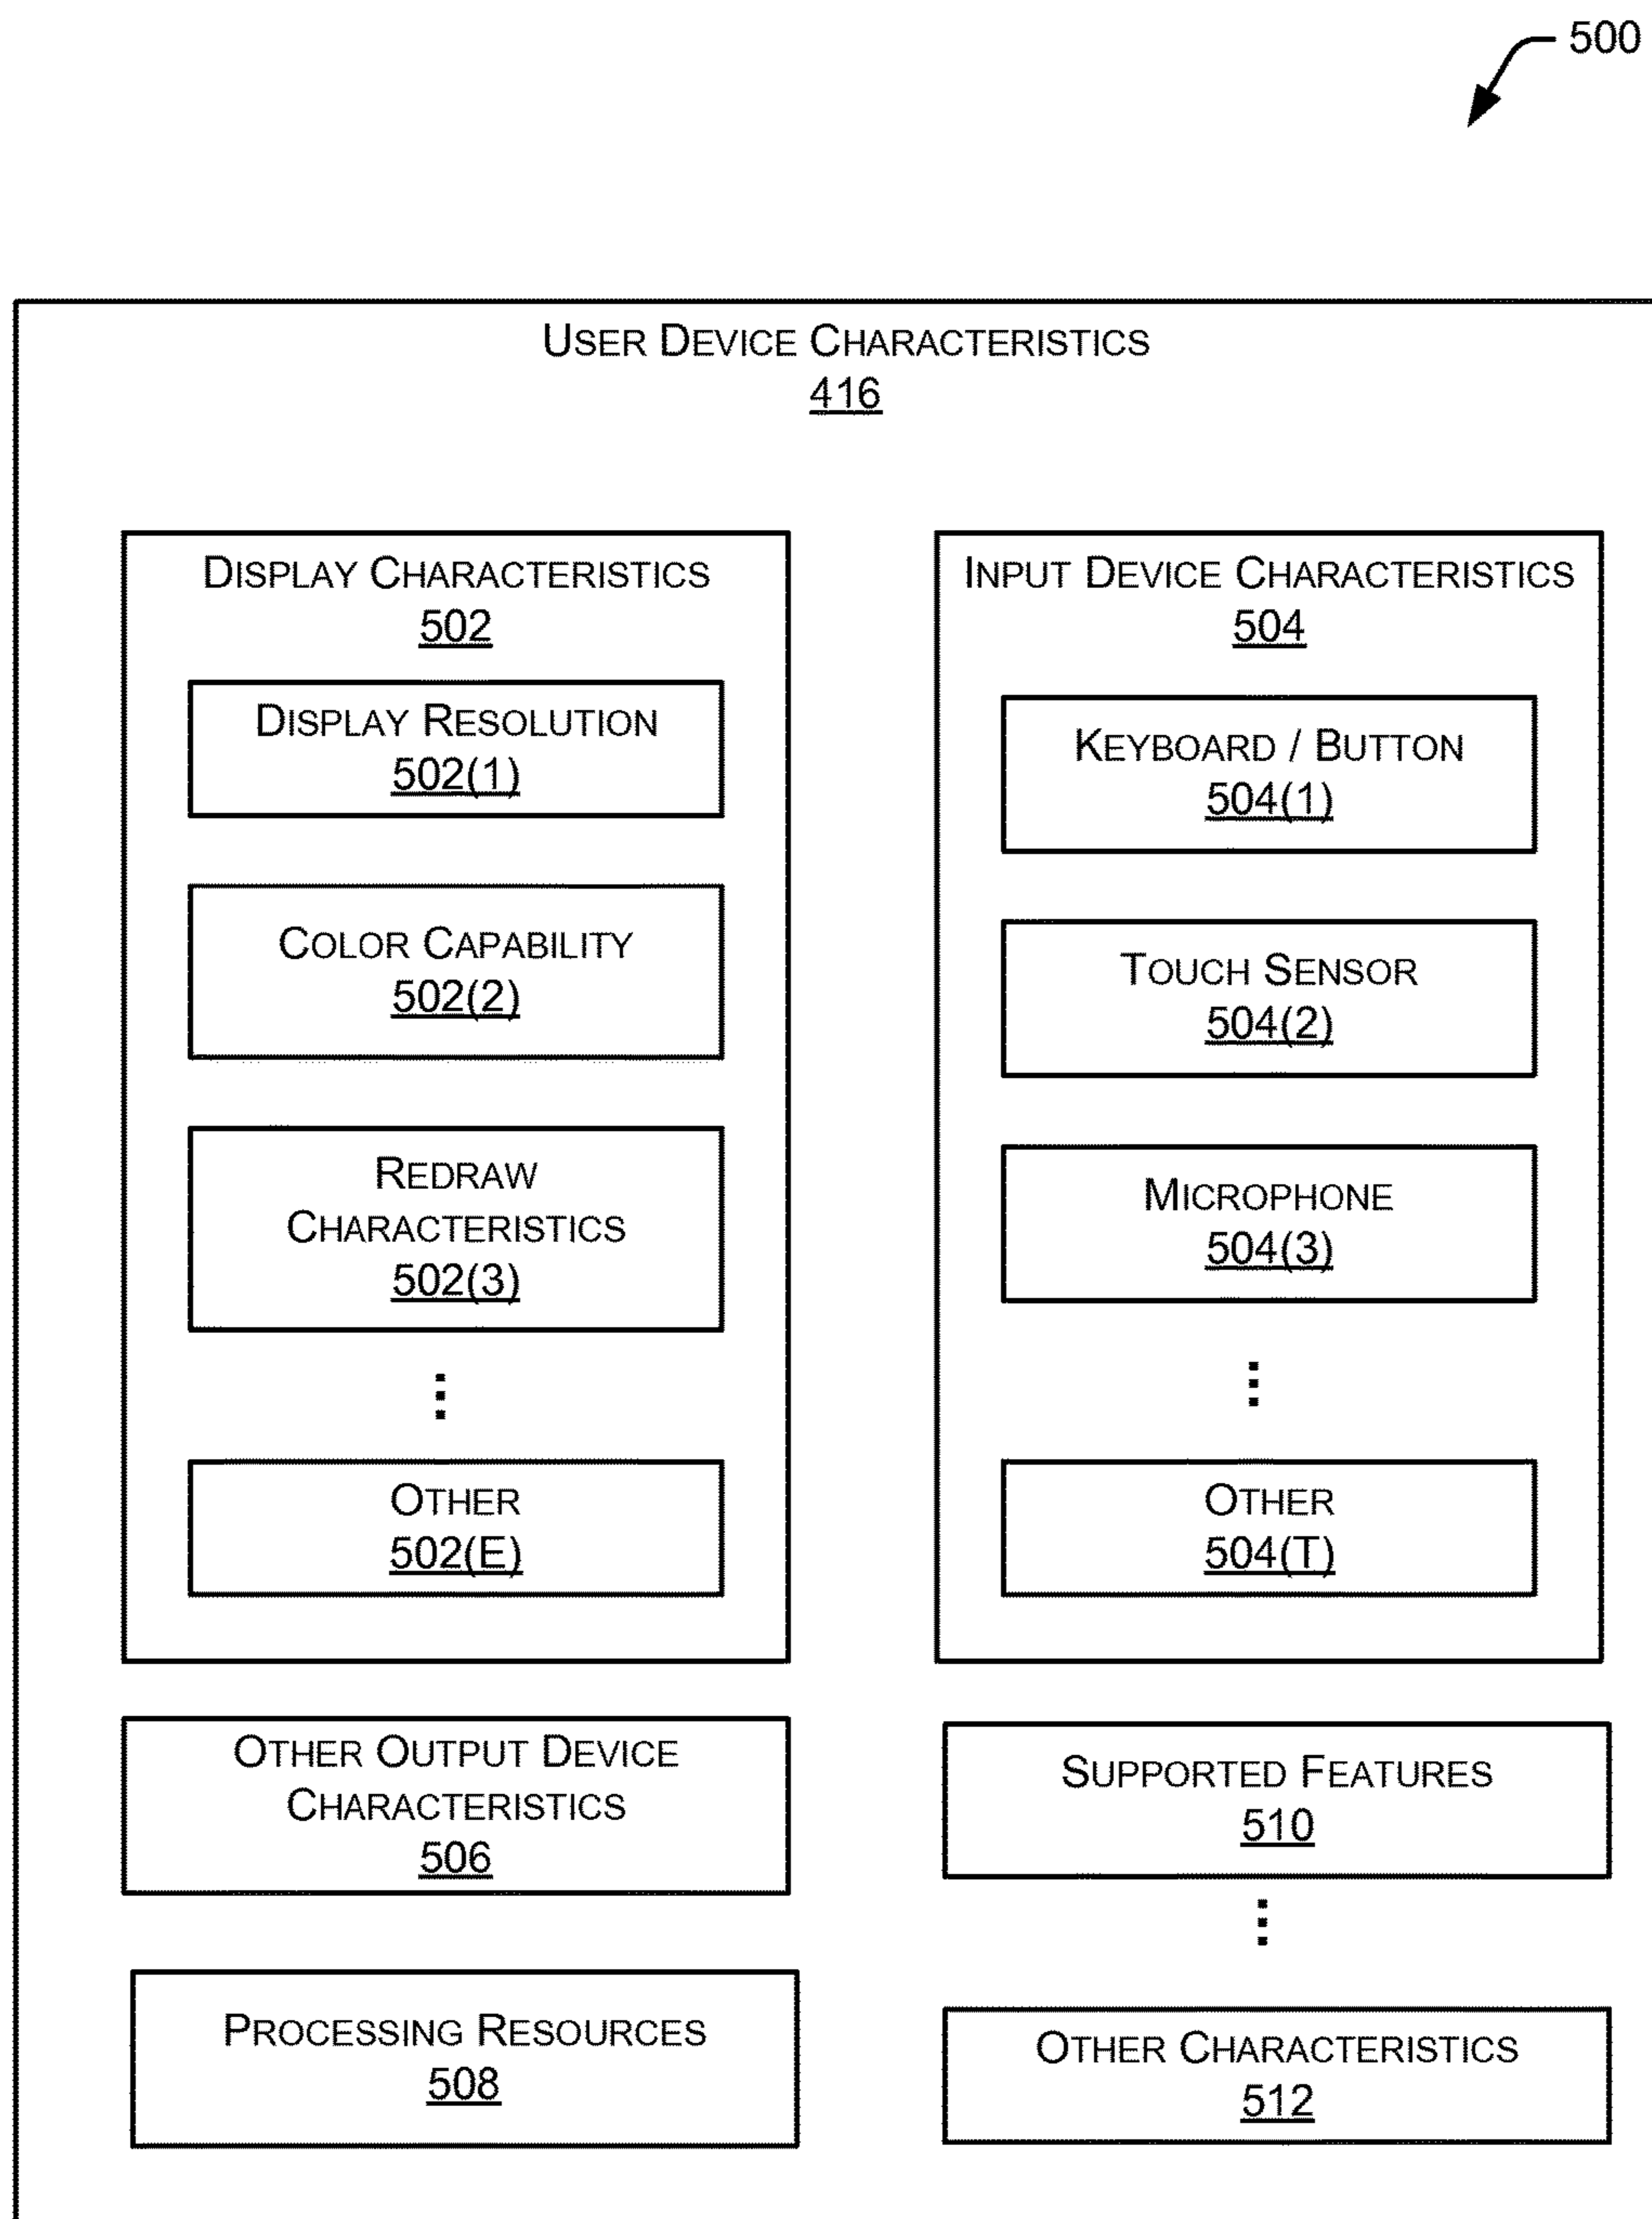 500
USER DEVICE CHARACTERISTICS
416
DISPLAY CHARACTERISTICS
502
DISPLAY RESOLUTION
502(1)
COLOR CAPABILITY
502(2)
REDRAW
CHARACTERISTICS
502(3)
OTHER
502(E)
INPUT DEVICE CHARACTERISTICS
504
KEYBOARD / BUTTON
504(1)
TOUCH SENSOR
504(2)
MICROPHONE
504(3)
OTHER
504(T)
OTHER OUTPUT DEVICE
CHARACTERISTICS
506
PROCESSING RESOURCES
508
SUPPORTED FEATURES
510
OTHER CHARACTERISTICS
512